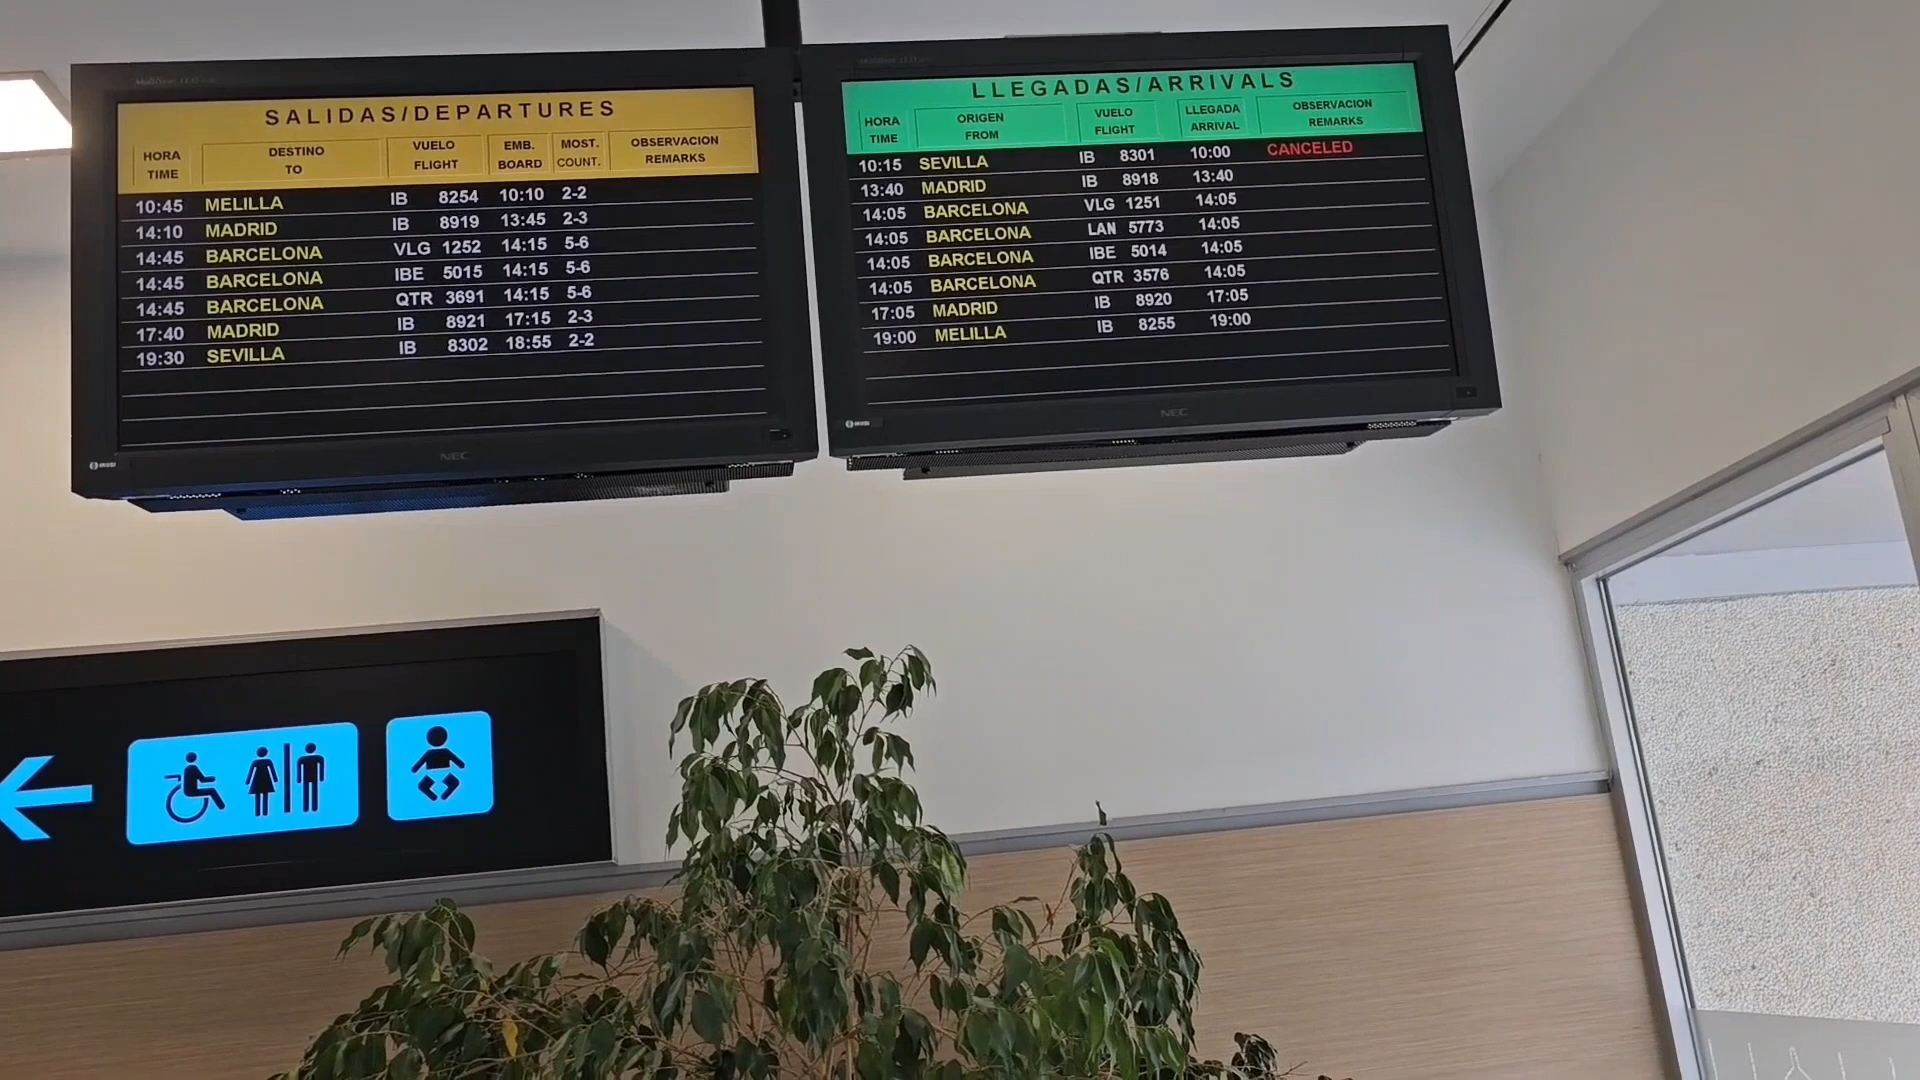 SALIDAS/DEPARTURES
HORA TIME DESTINO TO VUELO FLIGHT EMB. BOARD MOST. COUNT. OBSERVACION REMARKS
10:45 MELILLA IB 8254 10:10 2-2
14:10 MADRID IB 8919 13:45 2-3
14:45 BARCELONA VLG 1252 14:15 5-6
14:45 BARCELONA IBE 5015 14:15 5-6
14:45 BARCELONA QTR 3691 14:15 5-6
17:40 MADRID IB 8921 17:15 2-3
19:30 SEVILLA IB 8302 18:55 2-2
NEC
LLEGADAS/ARRIVALS
HORA TIME ORIGEN FROM VUELO FLIGHT LLEGADA ARRIVAL OBSERVACION REMARKS
10:15 SEVILLA IB 8301 10:00 CANCELED
13:40 MADRID IB 8918 13:40
14:05 BARCELONA VLG 1251 14:05
14:05 BARCELONA LAN 5773 14:05
14:05 BARCELONA IBE 5014 14:05
14:05 BARCELONA QTR 3576 14:05
17:05 MADRID IB 8920 17:05
19:00 MELILLA IB 8255 19:00
NEC